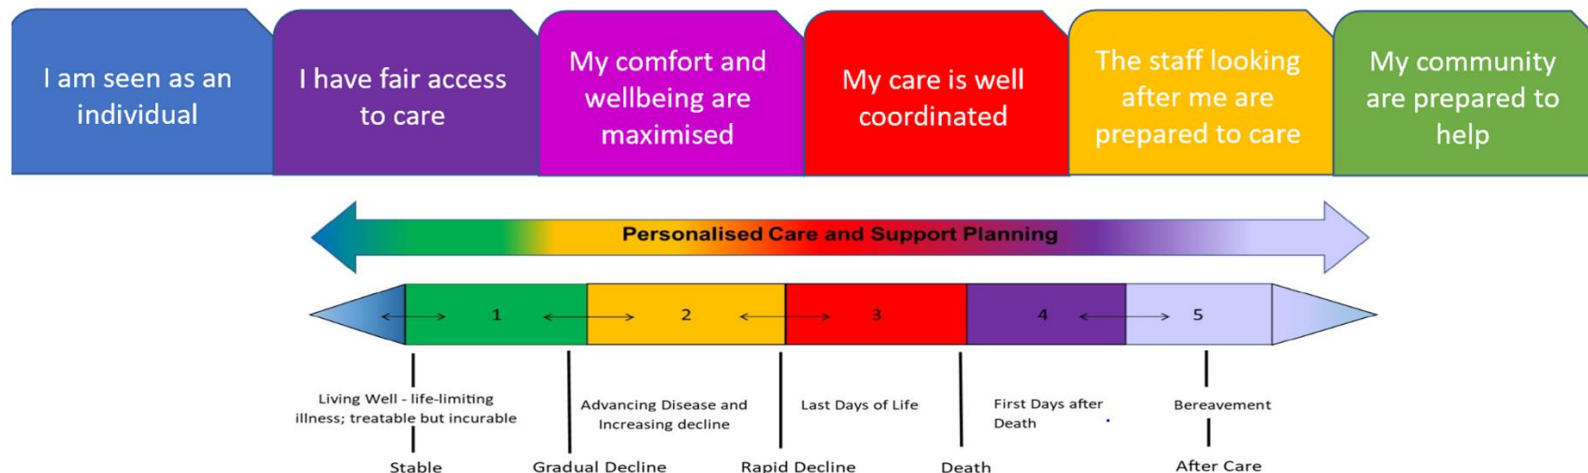 I am seen as an
individual
I have fair access
to care
My comfort and
wellbeing are
maximised
My care is well
coordinated
The staff looking
after me are
prepared to care
My community
are prepared to
help
Personalised Care and Support Planning
1
2
3
4
5
Living Well - life-limiting
illness; treatable but incurable
Advancing Disease and
Increasing decline
Last Days of Life
First Days after
Death
Bereavement
Stable
Gradual Decline
Rapid Decline
Death
After Care